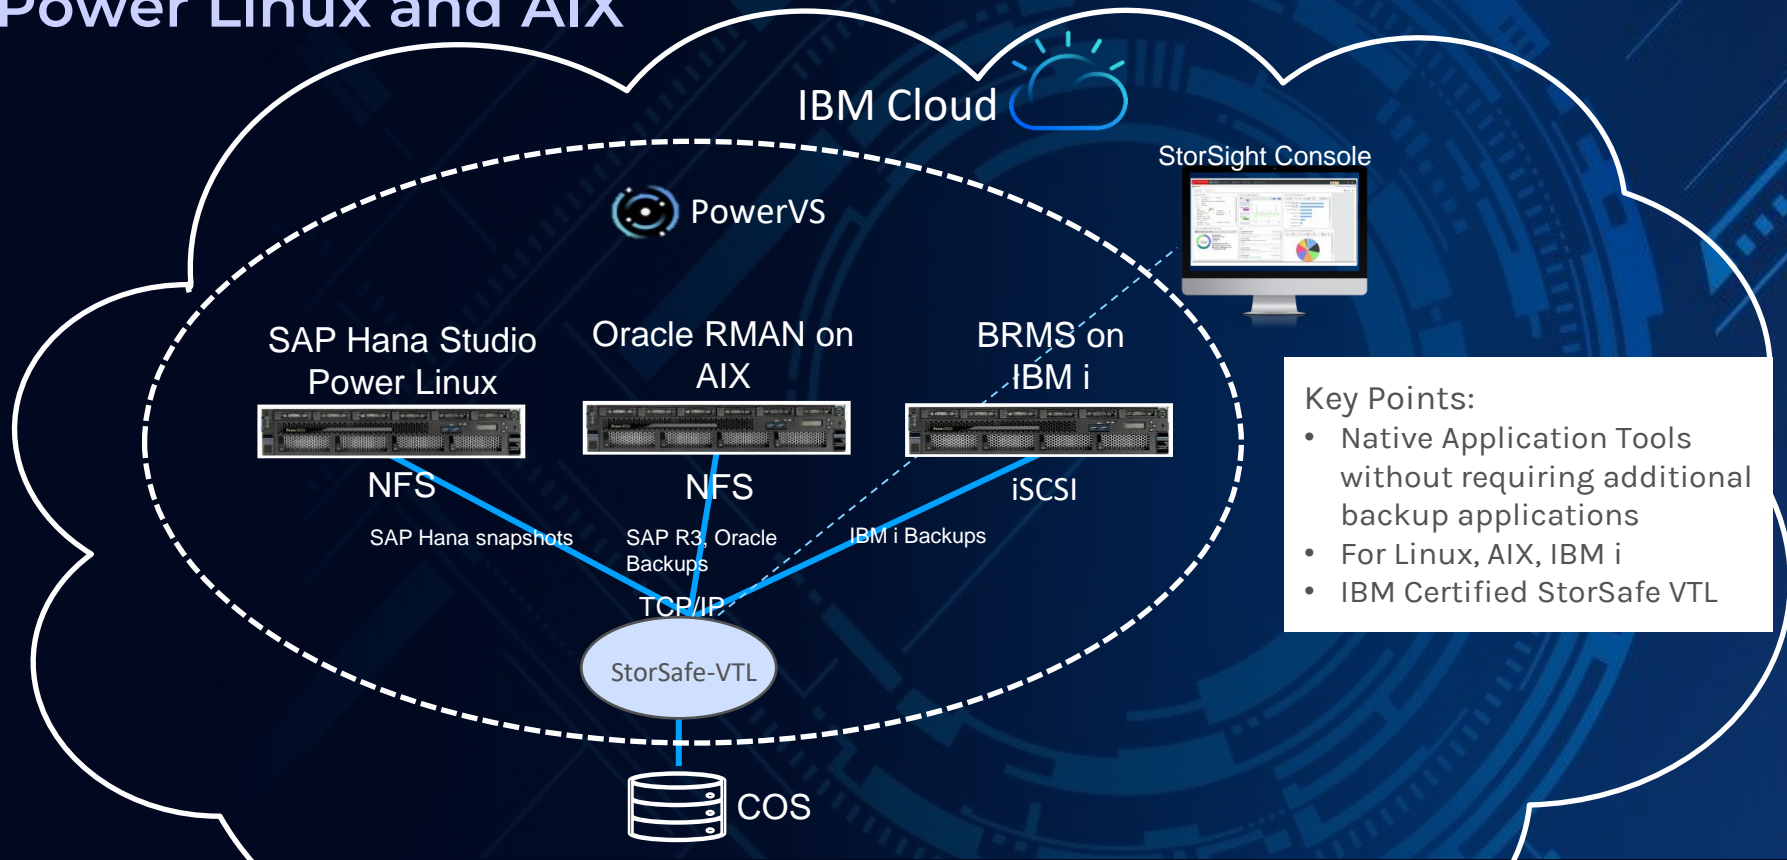 Power Linux and AIX
IBM Cloud
StorSight Console
PowerVS
SAP Hana Studio
Power Linux
Oracle RMAN on
AIX
BRMS on
IBM i
NFS
NFS
iSCSI
SAP Hana snapshots
SAP R3, Oracle
Backups
IBM i Backups
TCP/IP
StorSafe-VTL
COS
Key Points:
• Native Application Tools
without requiring additional
backup applications
• For Linux, AIX, IBM i
• IBM Certified StorSafe VTL